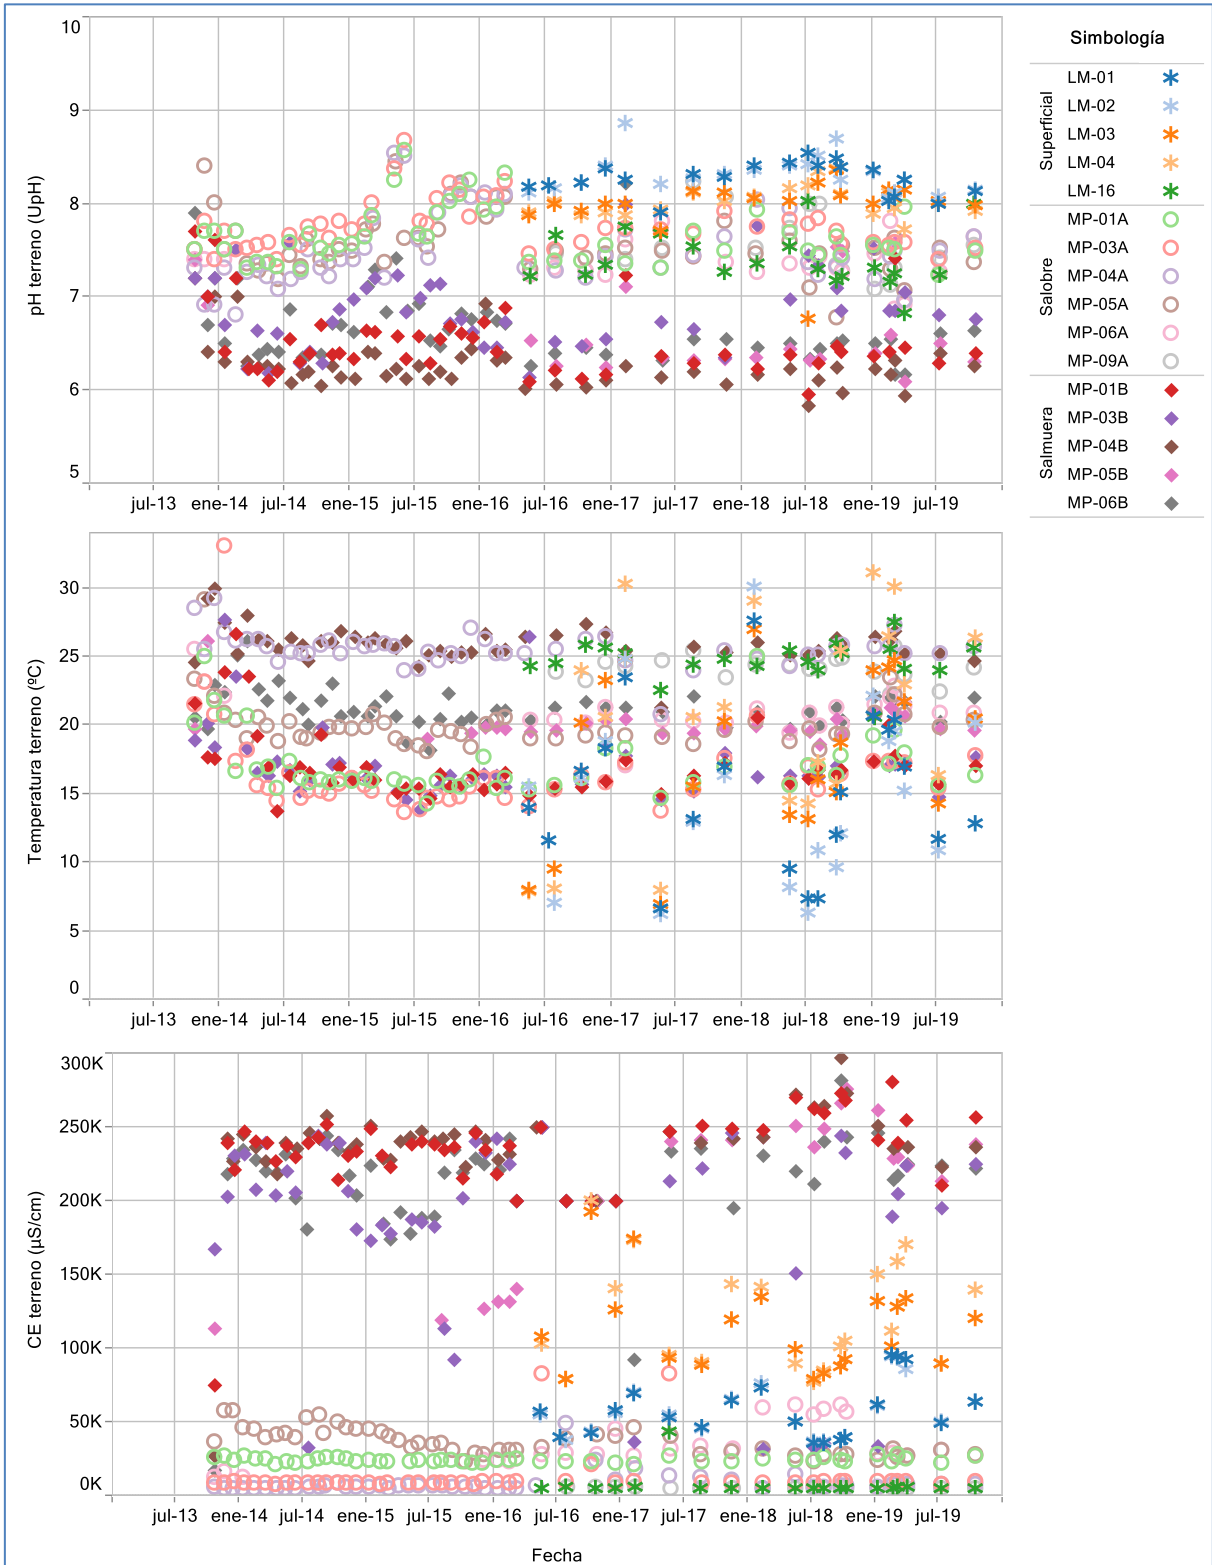 10
9
8
7
6
5
pH terreno (UpH)
jul-13 ene-14 jul-14 ene-15 jul-15 ene-16 jul-16 ene-17 jul-17 ene-18 jul-18 ene-19 jul-19
Simbología
Superficial
LM-01
LM-02
LM-03
LM-04
LM-16
Salobre
MP-01A
MP-03A
MP-04A
MP-05A
MP-06A
MP-09A
Salmuera
MP-01B
MP-03B
MP-04B
MP-05B
MP-06B
30
25
20
15
10
5
0
Temperatura terreno (ºC)
jul-13 ene-14 jul-14 ene-15 jul-15 ene-16 jul-16 ene-17 jul-17 ene-18 jul-18 ene-19 jul-19
300K
250K
200K
150K
100K
50K
0K
CE terreno (µS/cm)
jul-13 ene-14 jul-14 ene-15 jul-15 ene-16 jul-16 ene-17 jul-17 ene-18 jul-18 ene-19 jul-19
Fecha